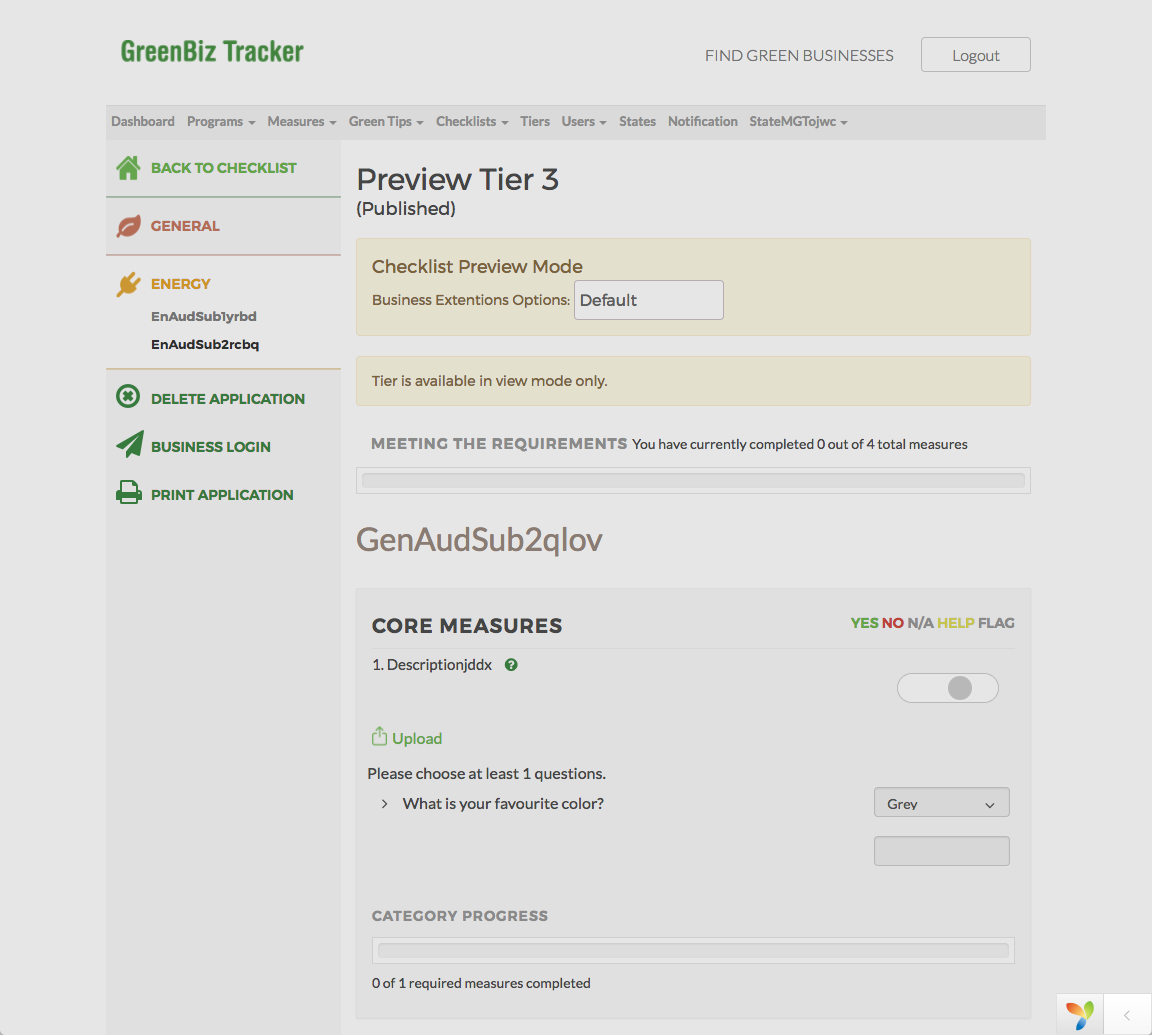 GreenBiz Tracker
FIND GREEN BUSINESSES
Logout
Dashboard Programs Measures Green Tips Checklists Tiers Users States Notification StateMGTojwc
BACK TO CHECKLIST
GENERAL
ENERGY
EnAudSub1yrbd
EnAudSub2rcbq
DELETE APPLICATION
BUSINESS LOGIN
PRINT APPLICATION
Preview Tier 3
(Published)
Checklist Preview Mode
Business Extentions Options: Default
Tier is available in view mode only.
MEETING THE REQUIREMENTS You have currently completed 0 out of 4 total measures
GenAudSub2qlov
CORE MEASURES
YES NO N/A HELP FLAG
1. Descriptionjddx ?
Upload
Please choose at least 1 questions.
What is your favourite color?
Grey
CATEGORY PROGRESS
0 of 1 required measures completed